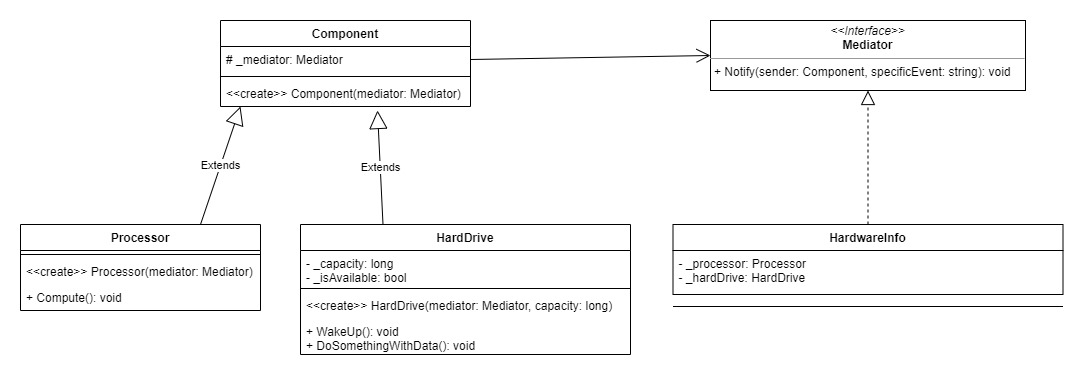 Component
# _mediator: Mediator
<<create>> Component(mediator: Mediator)
<<Interface>>
Mediator
+ Notify(sender: Component, specificEvent: string): void
Extends
Extends
Processor
<<create>> Processor(mediator: Mediator)
+ Compute(): void
HardDrive
- _capacity: long
- _isAvailable: bool
<<create>> HardDrive(mediator: Mediator, capacity: long)
+ WakeUp(): void
+ DoSomethingWithData(): void
HardwareInfo
- _processor: Processor
- _hardDrive: HardDrive